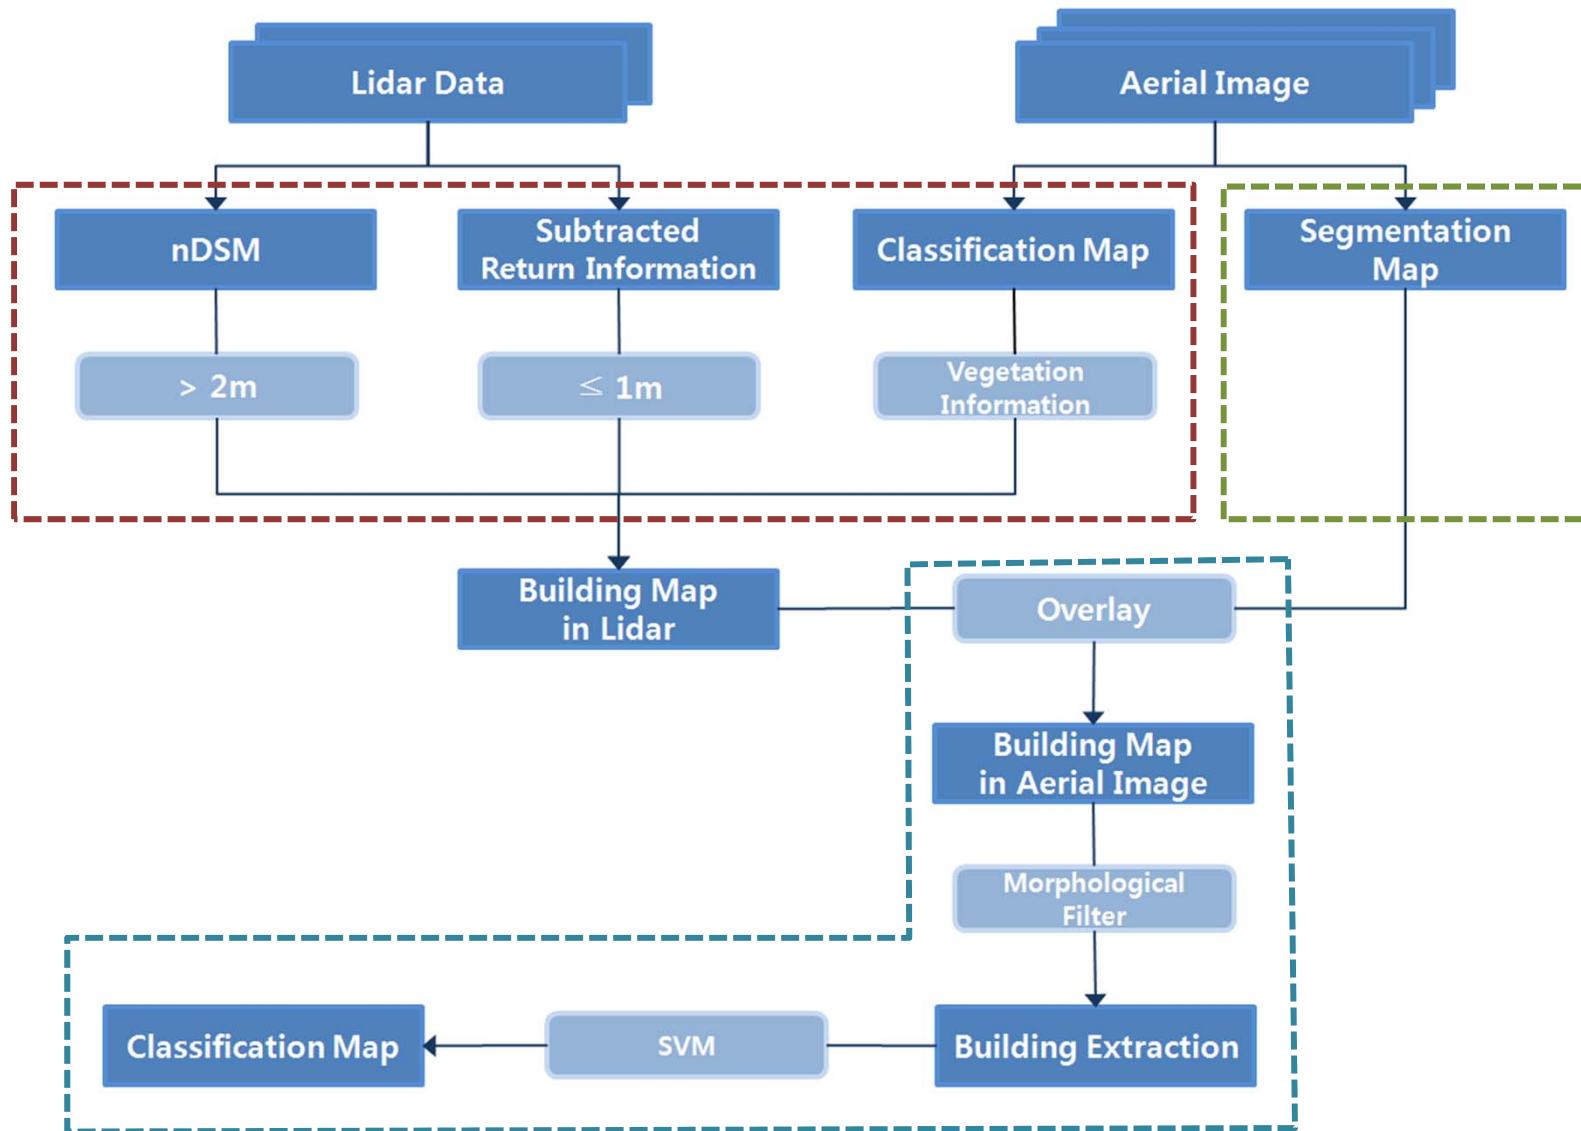 Lidar Data
Aerial Image
nDSM
Subtracted
Return Information
Classification Map
Segmentation
Map
> 2m
≤ 1m
Vegetation
Information
Building Map
in Lidar
Overlay
Building Map
in Aerial Image
Morphological
Filter
Classification Map
SVM
Building Extraction